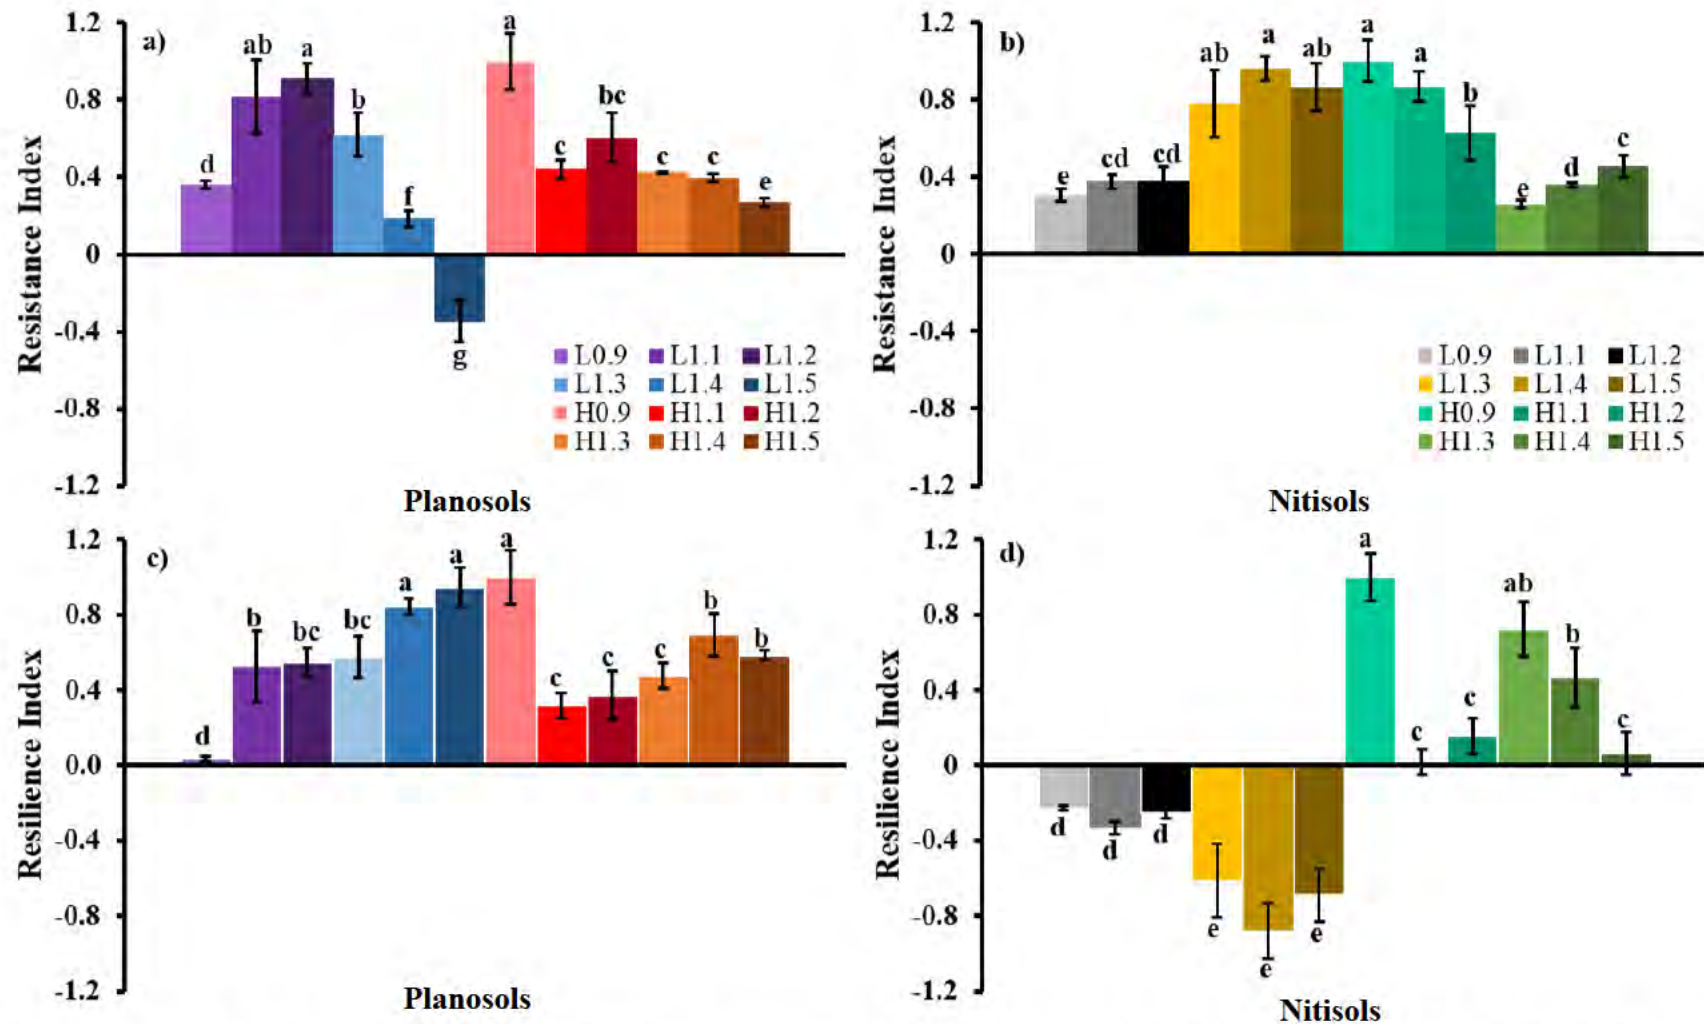 a)
Resistance Index
1.2
0.8
0.4
0
-0.4
-0.8
-1.2
d ab a b f g a c bc c c e
L0.9 L1.1 L1.2
L1.3 L1.4 L1.5
H0.9 H1.1 H1.2
H1.3 H1.4 H1.5
Planosols
b)
Resistance Index
1.2
0.8
0.4
0
-0.4
-0.8
-1.2
e cd cd ab a ab a a b e d c
L0.9 L1.1 L1.2
L1.3 L1.4 L1.5
H0.9 H1.1 H1.2
H1.3 H1.4 H1.5
Nitisols
c)
Resilience Index
1.2
0.8
0.4
0.0
-0.4
-0.8
-1.2
d b bc bc a a a c c c b b
Planosols
d)
Resilience Index
1.2
0.8
0.4
0
-0.4
-0.8
-1.2
d d d e e e a c c ab b c
Nitisols